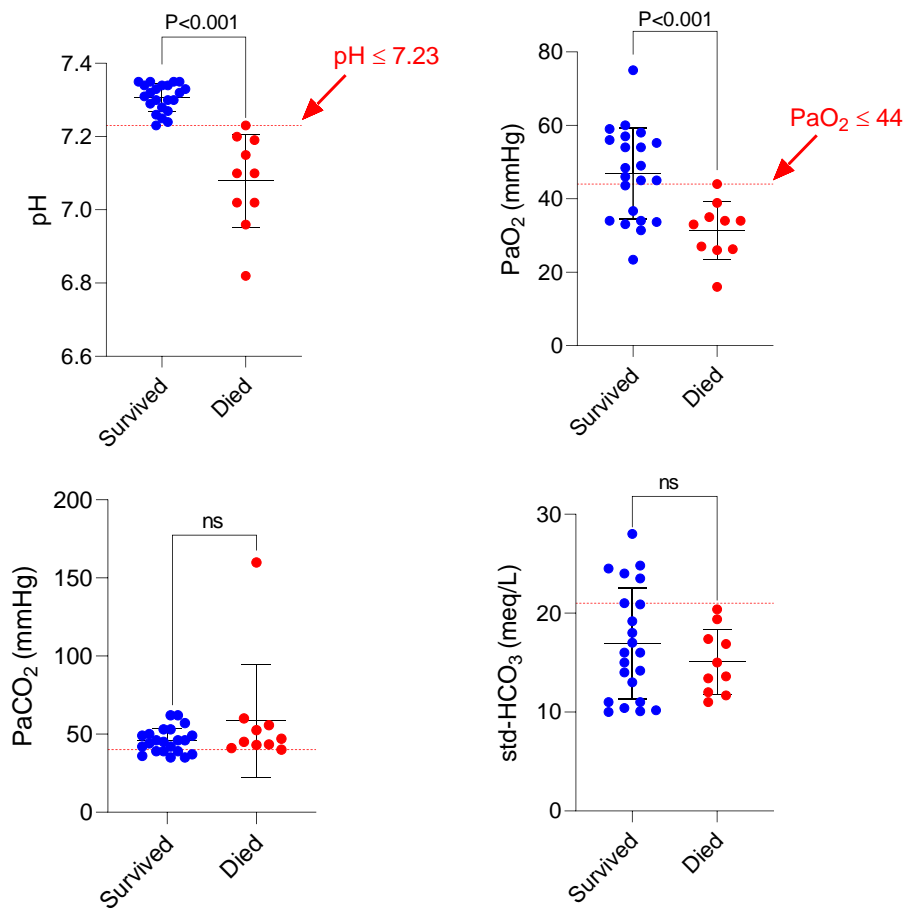 P<0.001
pH ≤ 7.23
7.4
7.2
7.0
6.8
6.6
pH
Survived
Died
P<0.001
PaO₂ ≤ 44
80
60
40
20
0
PaO₂ (mmHg)
Survived
Died
ns
200
150
100
50
0
PaCO₂ (mmHg)
Survived
Died
ns
30
20
10
0
std-HCO₃ (meq/L)
Survived
Died